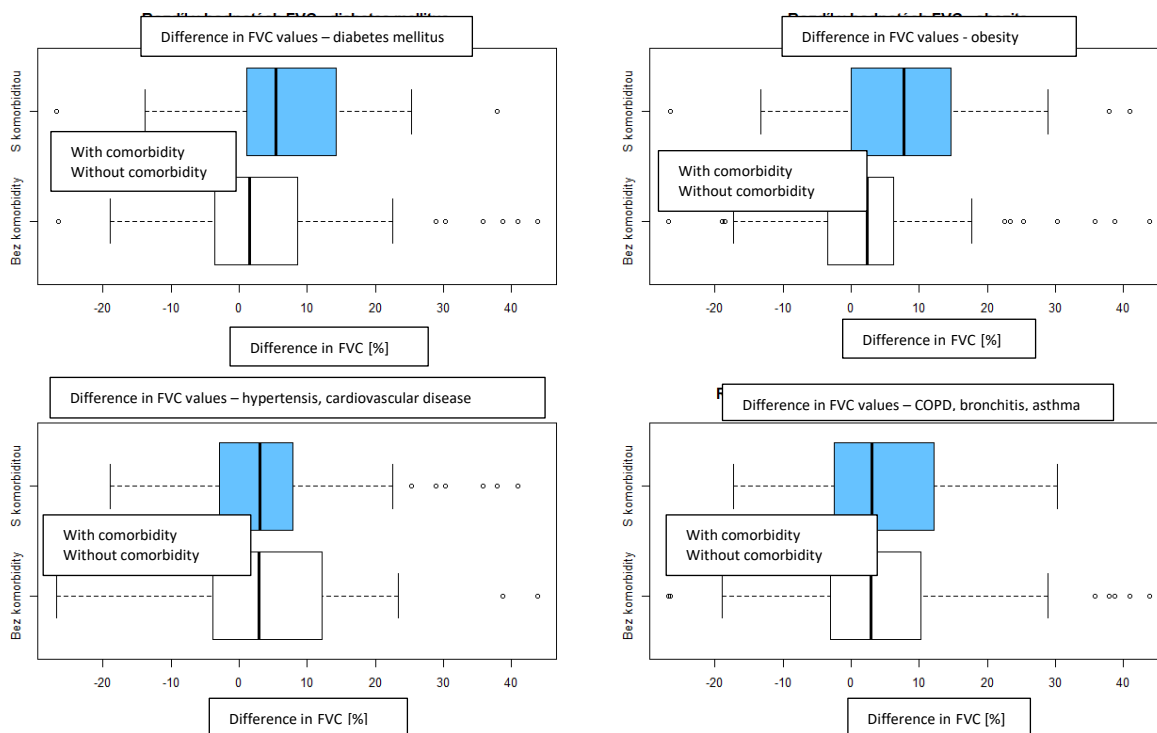 Difference in FVC values – diabetes mellitus
S komorbiditou
Bez komorbidity
With comorbidity
Without comorbidity
-20 -10 0 10 20 30 40
Difference in FVC [%]
Difference in FVC values - obesity
S komorbiditou
Bez komorbidity
With comorbidity
Without comorbidity
-20 -10 0 10 20 30 40
Difference in FVC [%]
Difference in FVC values – hypertensis, cardiovascular disease
S komorbiditou
Bez komorbidity
With comorbidity
Without comorbidity
-20 -10 0 10 20 30 40
Difference in FVC [%]
Difference in FVC values – COPD, bronchitis, asthma
S komorbiditou
Bez komorbidity
With comorbidity
Without comorbidity
-20 -10 0 10 20 30 40
Difference in FVC [%]